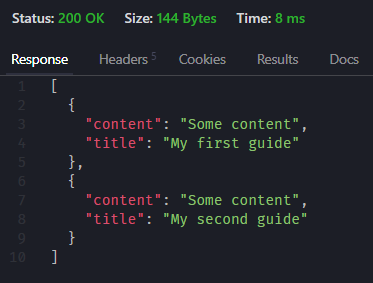 Status: 200 OK Size: 144 Bytes Time: 8 ms
Response Headers 5 Cookies Results Docs
1 [
2 {
3 "content": "Some content",
4 "title": "My first guide"
5 },
6 {
7 "content": "Some content",
8 "title": "My second guide"
9 }
10 ]